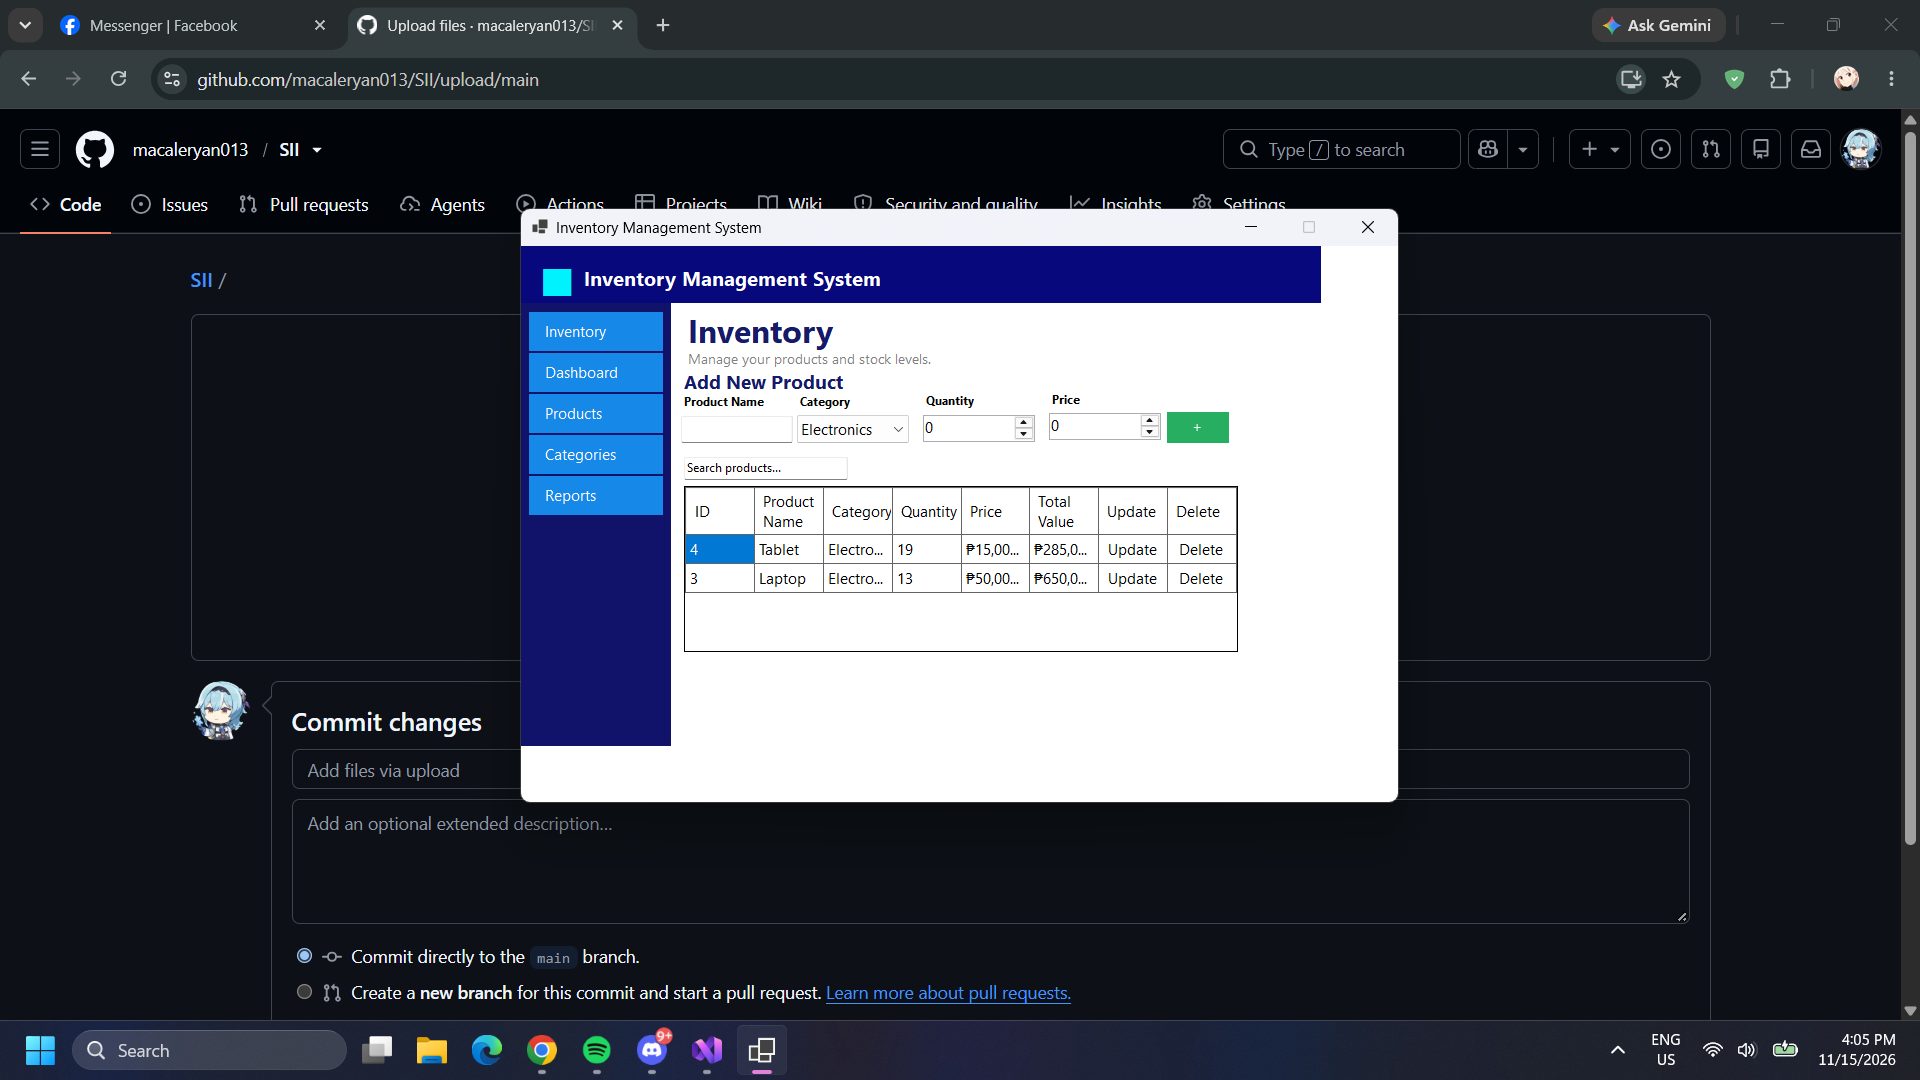 Messenger | Facebook
Upload files · macaleryan013/SII
Ask Gemini
github.com/macaleryan013/SII/upload/main
macaleryan013 / SII
Type / to search
Code Issues Pull requests Agents Actions Projects Wiki Security and quality Insights Settings
SII /
Inventory Management System
Inventory Management System
Inventory
Dashboard
Products
Categories
Reports
Inventory
Manage your products and stock levels.
Add New Product
Product Name Category Quantity Price
Electronics 0 0 +
Search products...
ID Product Name Category Quantity Price Total Value Update Delete
4 Tablet Electro... 19 ₱15,00... ₱285,0... Update Delete
3 Laptop Electro... 13 ₱50,00... ₱650,0... Update Delete
Commit changes
Add files via upload
Add an optional extended description...
Commit directly to the main branch.
Create a new branch for this commit and start a pull request. Learn more about pull requests.
Search
9+
ENG
US
4:05 PM
11/15/2026